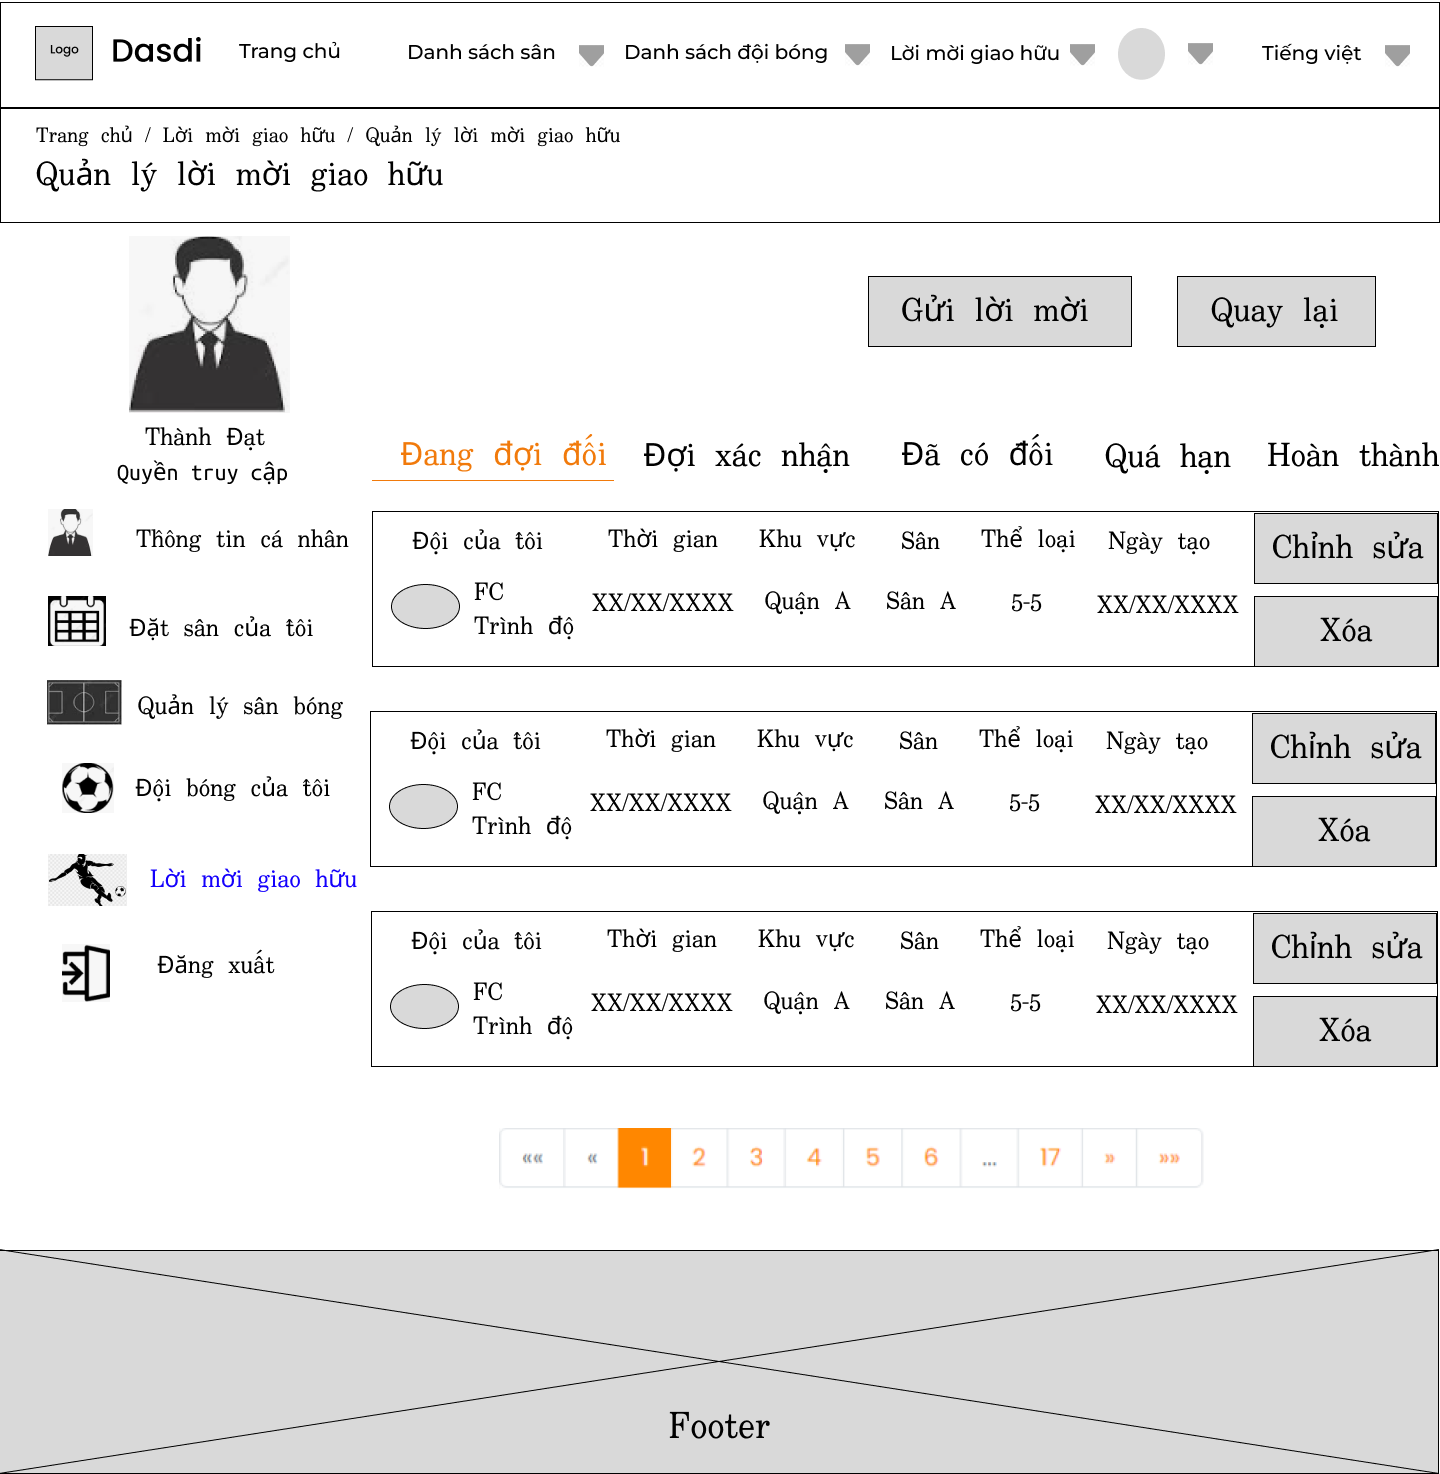 Logo
Dasdi
Trang chủ
Danh sách sân
Danh sách đội bóng
Lời mời giao hữu
Tiếng việt
Trang chủ / Lời mời giao hữu / Quản lý lời mời giao hữu
Quản lý lời mời giao hữu
Gửi lời mời
Quay lại
Thành Đạt
Quyền truy cập
Đang đợi đối
Đợi xác nhận
Đã có đối
Quá hạn
Hoàn thành
Thông tin cá nhân
Đặt sân của tôi
Quản lý sân bóng
Đội bóng của tôi
Lời mời giao hữu
Đăng xuất
Đội của tôi
Thời gian
Khu vực
Sân
Thể loại
Ngày tạo
Chỉnh sửa
FC
Trình độ
XX/XX/XXXX
Quận A
Sân A
5-5
XX/XX/XXXX
Xóa
Đội của tôi
Thời gian
Khu vực
Sân
Thể loại
Ngày tạo
Chỉnh sửa
FC
Trình độ
XX/XX/XXXX
Quận A
Sân A
5-5
XX/XX/XXXX
Xóa
Đội của tôi
Thời gian
Khu vực
Sân
Thể loại
Ngày tạo
Chỉnh sửa
FC
Trình độ
XX/XX/XXXX
Quận A
Sân A
5-5
XX/XX/XXXX
Xóa
«« « 1 2 3 4 5 6 ... 17 » »»
Footer